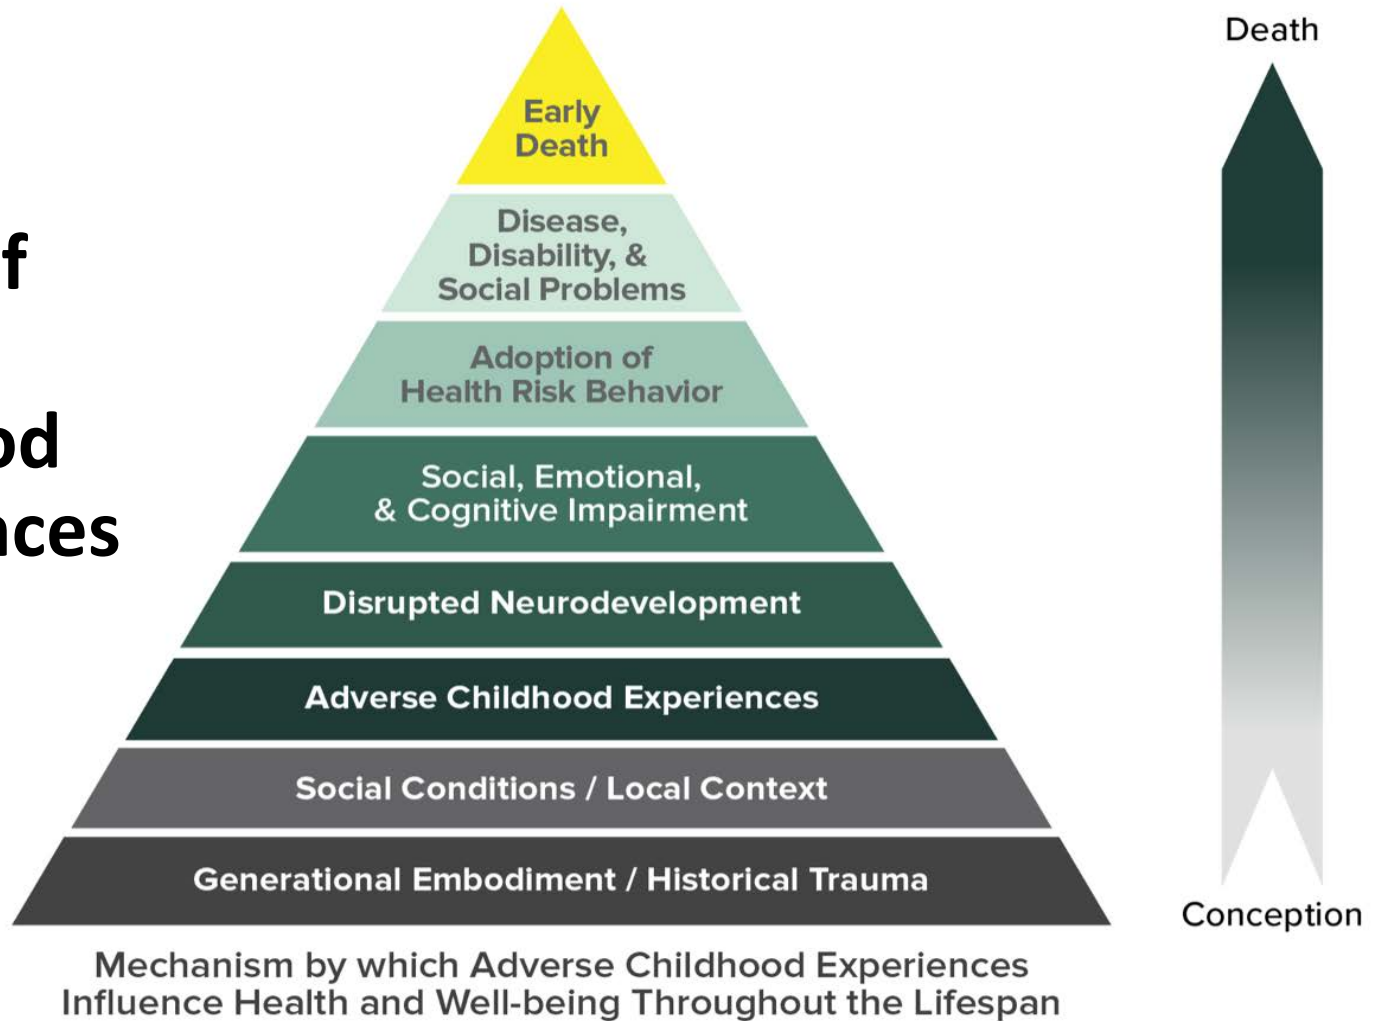 f
od
nces
Early
Death
Disease,
Disability, &
Social Problems
Adoption of
Health Risk Behavior
Social, Emotional,
& Cognitive Impairment
Disrupted Neurodevelopment
Adverse Childhood Experiences
Social Conditions / Local Context
Generational Embodiment / Historical Trauma
Mechanism by which Adverse Childhood Experiences
Influence Health and Well-being Throughout the Lifespan
Death
Conception